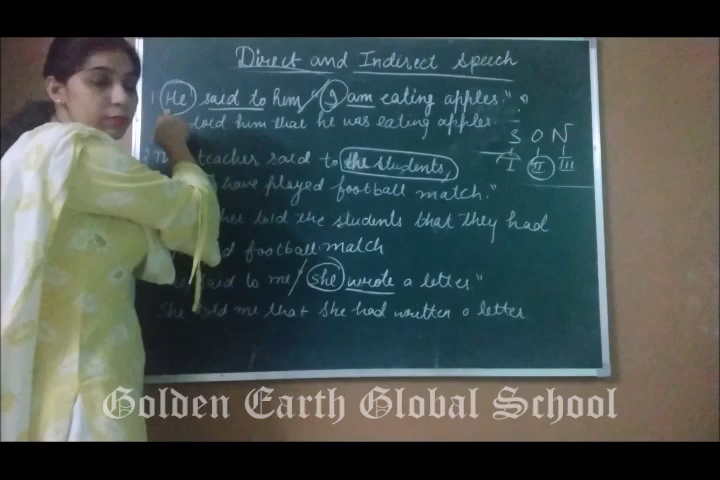 Direct and Indirect Speech
1 He said to him, "I am eating apples."
told him that he was eating apples.
S O N
I II III
2 teacher said to the students,
have played football match."
told the students that they had
football match
said to me, "She wrote a letter"
She told me that she had written a letter.
Golden Earth Global School